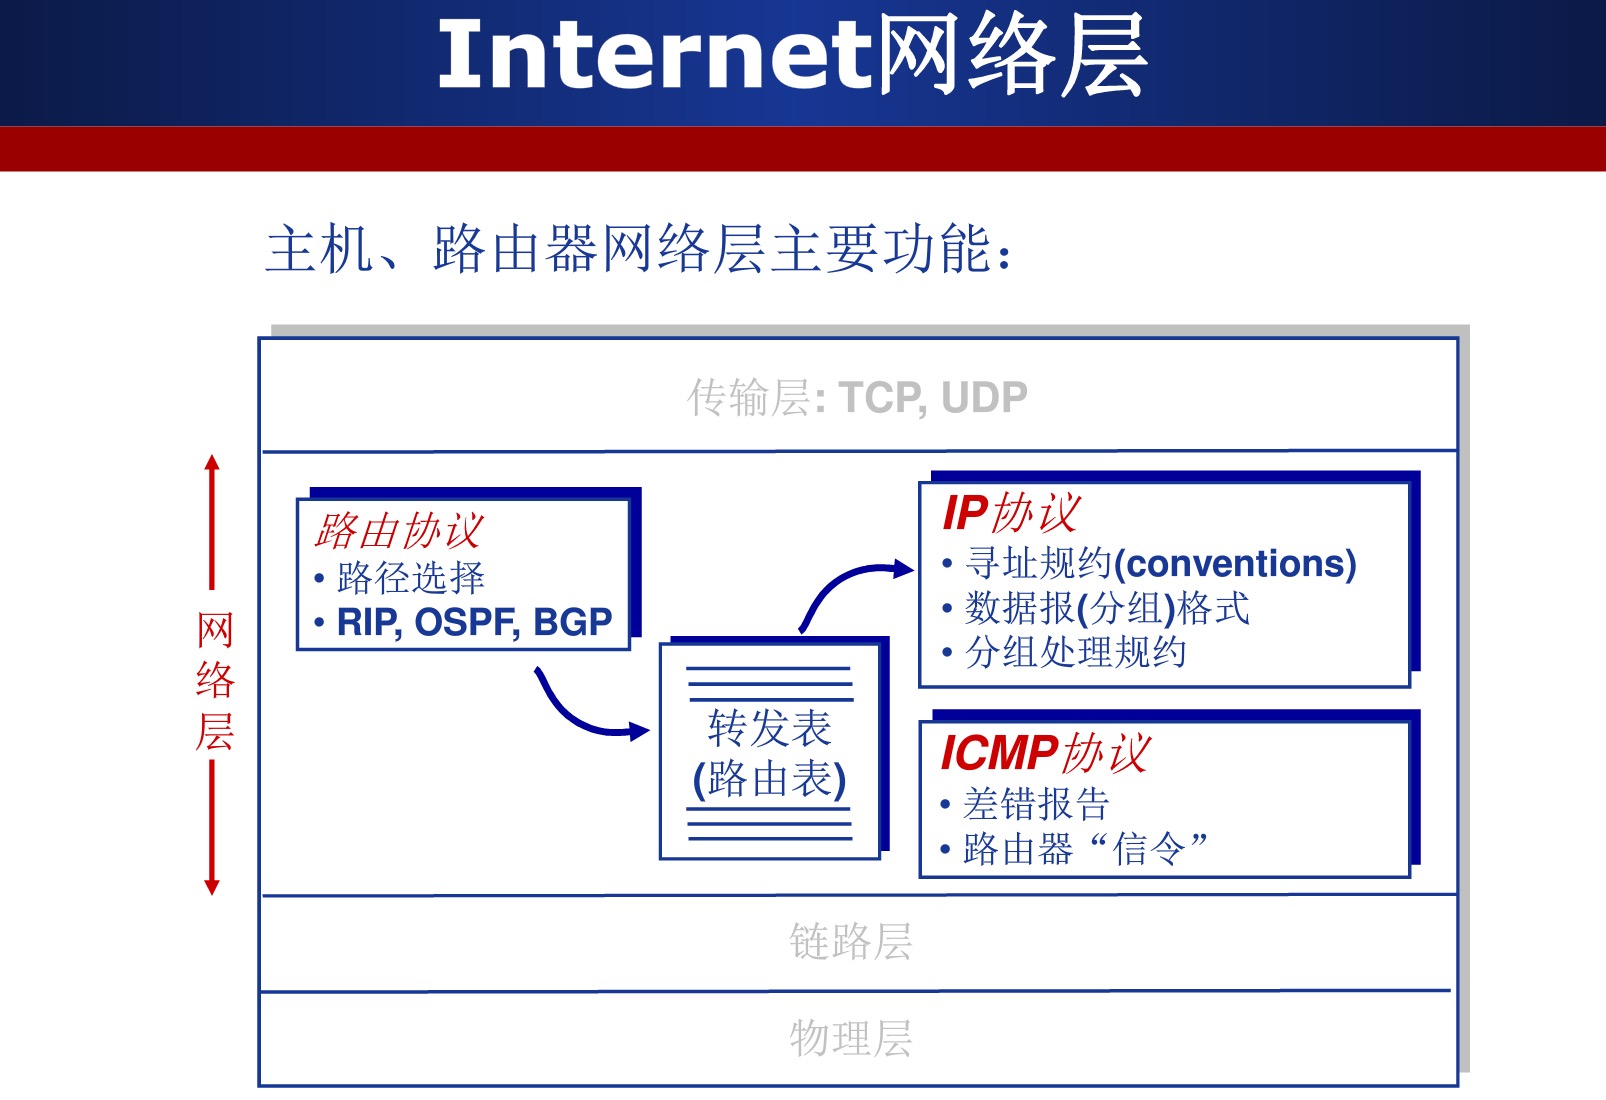 Internet网络层
主机、路由器网络层主要功能：
传输层: TCP, UDP
网
络
层
路由协议
• 路径选择
• RIP, OSPF, BGP
转发表
(路由表)
IP协议
• 寻址规约(conventions)
• 数据报(分组)格式
• 分组处理规约
ICMP协议
• 差错报告
• 路由器“信令”
链路层
物理层